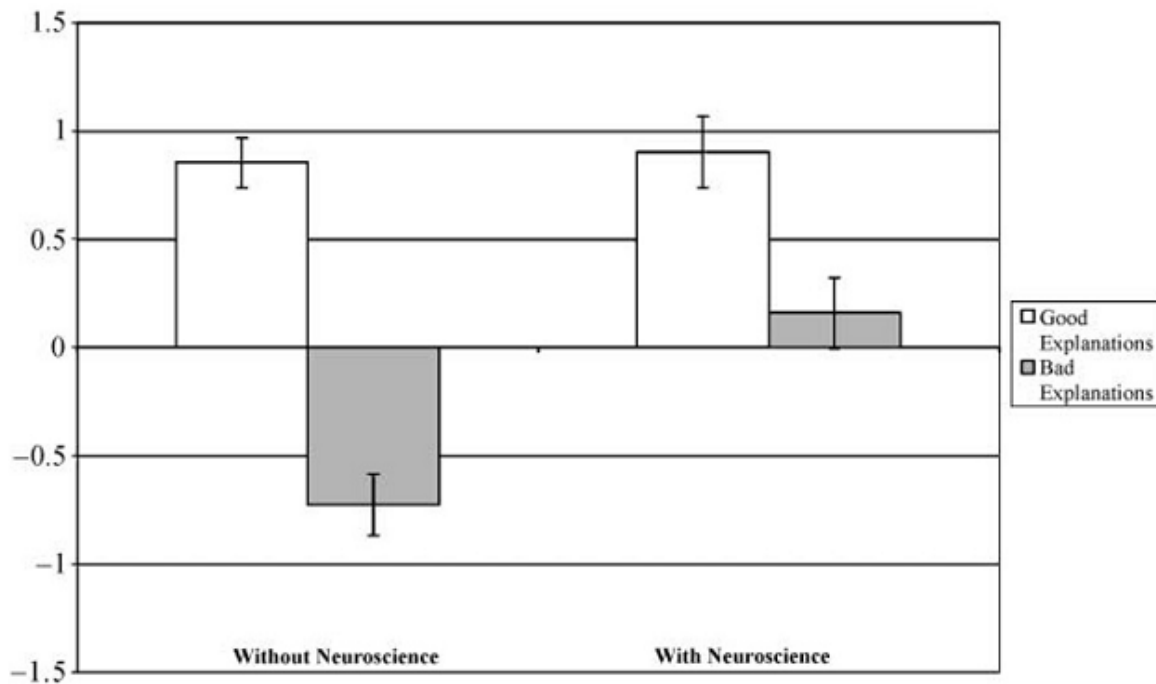 1.5
1
0.5
0
–0.5
–1
–1.5
Without Neuroscience
With Neuroscience
Good
Explanations
Bad
Explanations